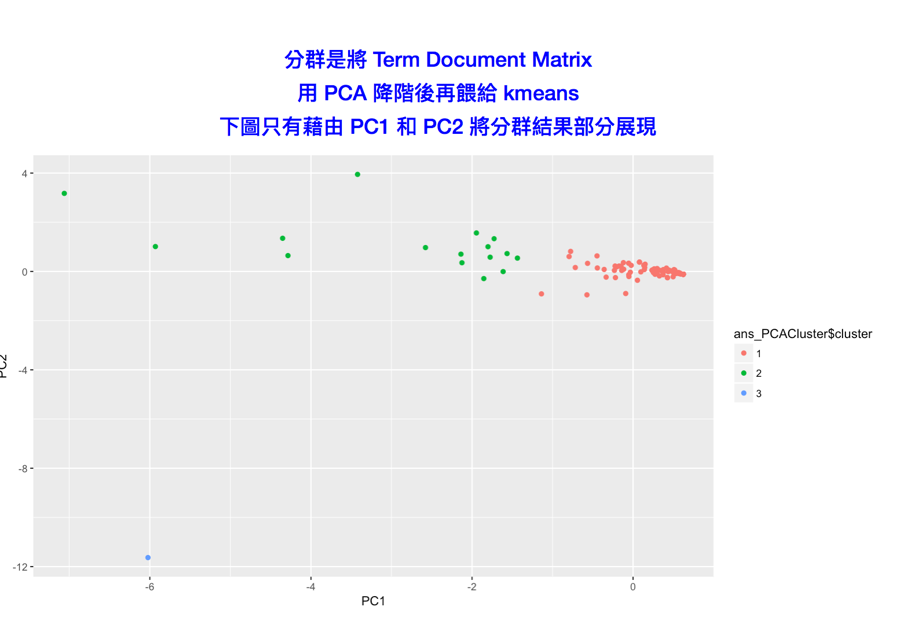 分群是將 Term Document Matrix
用 PCA 降階後再餵給 kmeans
下圖只有藉由 PC1 和 PC2 將分群結果部分展現
4
0
-4
-8
-12
PC2
-6
-4
-2
0
PC1
ans_PCACluster$cluster
1
2
3